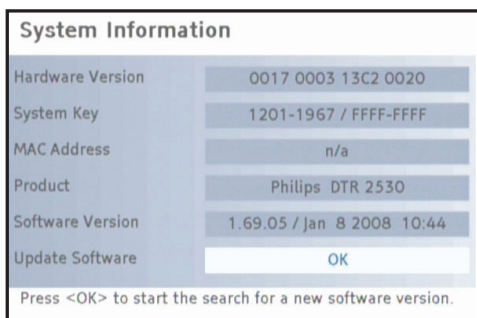 System Information
Hardware Version 0017 0003 13C2 0020
System Key 1201-1967 / FFFF-FFFF
MAC Address n/a
Product Philips DTR 2530
Software Version 1.69.05 / Jan 8 2008 10:44
Update Software OK
Press <OK> to start the search for a new software version.